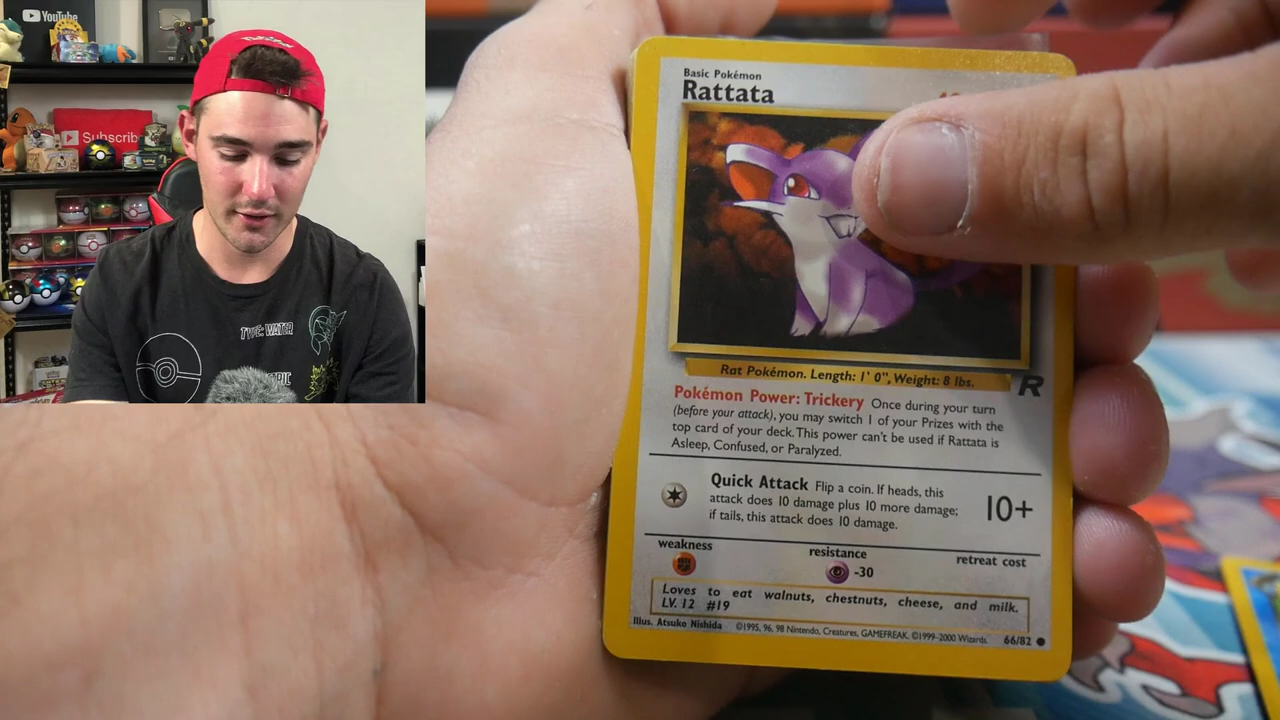 YouTube
Subscrib
TYPE: WATER
TRIC
Basic Pokémon
Rattata
Rat Pokémon. Length: 1' 0", Weight: 8 lbs.
R
Pokémon Power: Trickery Once during your turn
(before your attack), you may switch 1 of your Prizes with the
top card of your deck. This power can't be used if Rattata is
Asleep, Confused, or Paralyzed.
Quick Attack Flip a coin. If heads, this
attack does 10 damage plus 10 more damage;
if tails, this attack does 10 damage.
10+
weakness resistance retreat cost
-30
Loves to eat walnuts, chestnuts, cheese, and milk.
LV. 12 #19
Illus. Atsuko Nishida ©1995, 96, 98 Nintendo, Creatures, GAMEFREAK. ©1999-2000 Wizards. 66/82